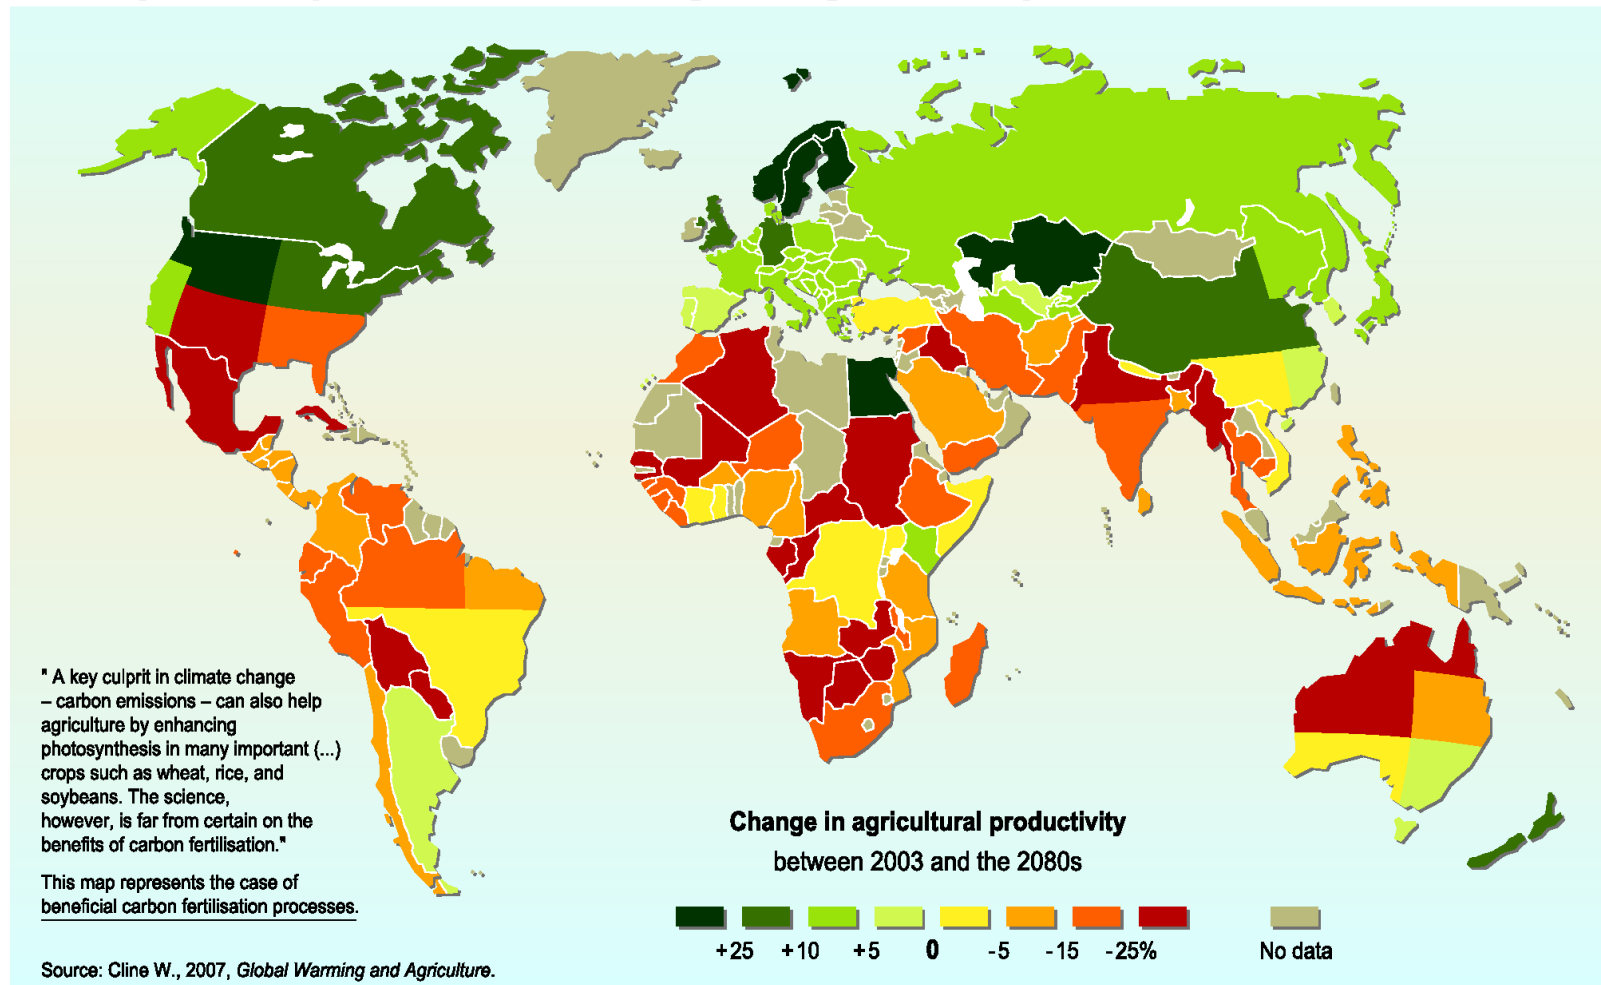 " A key culprit in climate change
– carbon emissions – can also help
agriculture by enhancing
photosynthesis in many important (...)
crops such as wheat, rice, and
soybeans. The science,
however, is far from certain on the
benefits of carbon fertilisation."
This map represents the case of
beneficial carbon fertilisation processes.
Source: Cline W., 2007, Global Warming and Agriculture.
Change in agricultural productivity
between 2003 and the 2080s
+25 +10 +5 0 -5 -15 -25% No data